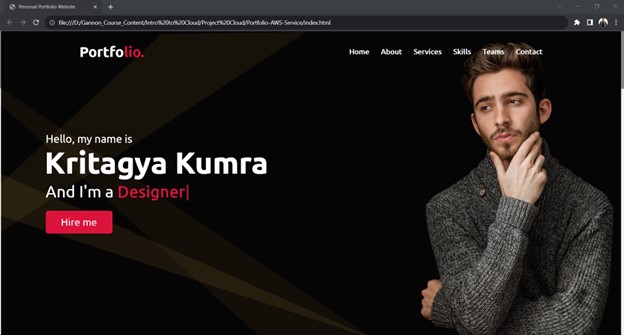 Personal Portfolio Website
file:///D:/Gannon_Course_Content/Intro%20to%20Cloud/Project%20Cloud/Portfolio-AWS-Service/index.html
Portfolio.
Home About Services Skills Teams Contact
Hello, my name is
Kritagya Kumra
And I'm a Designer|
Hire me